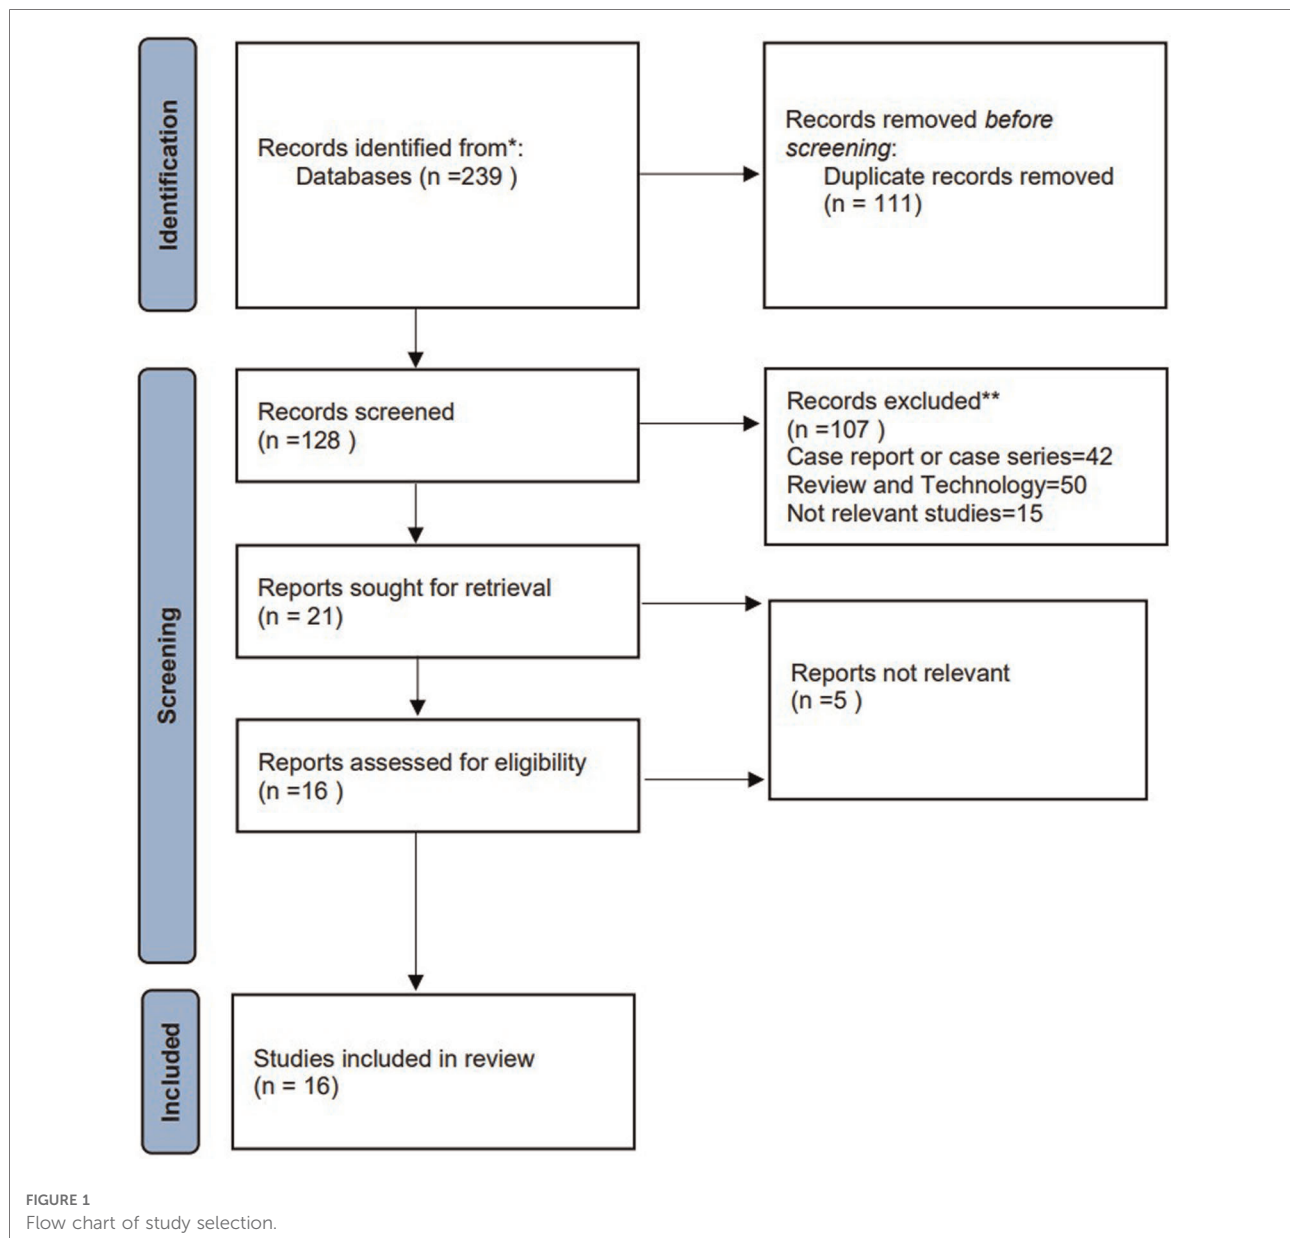 Identification
Records identified from*:
Databases (n =239 )
Records removed before
screening:
Duplicate records removed
(n = 111)
Screening
Records screened
(n =128 )
Records excluded**
(n =107 )
Case report or case series=42
Review and Technology=50
Not relevant studies=15
Reports sought for retrieval
(n = 21)
Reports not relevant
(n =5 )
Reports assessed for eligibility
(n =16 )
Included
Studies included in review
(n = 16)
FIGURE 1
Flow chart of study selection.